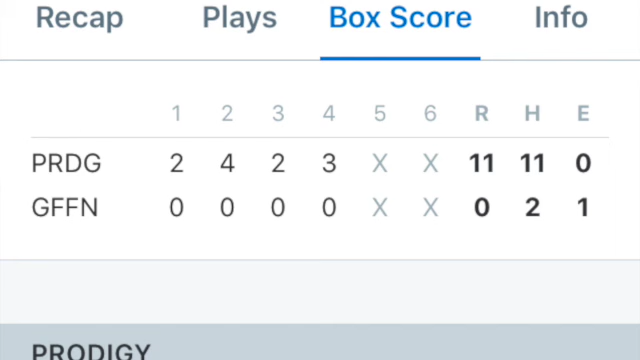 Recap Plays Box Score Info
1 2 3 4 5 6 R H E
PRDG 2 4 2 3 X X 11 11 0
GFFN 0 0 0 0 X X 0 2 1
PRODIGY